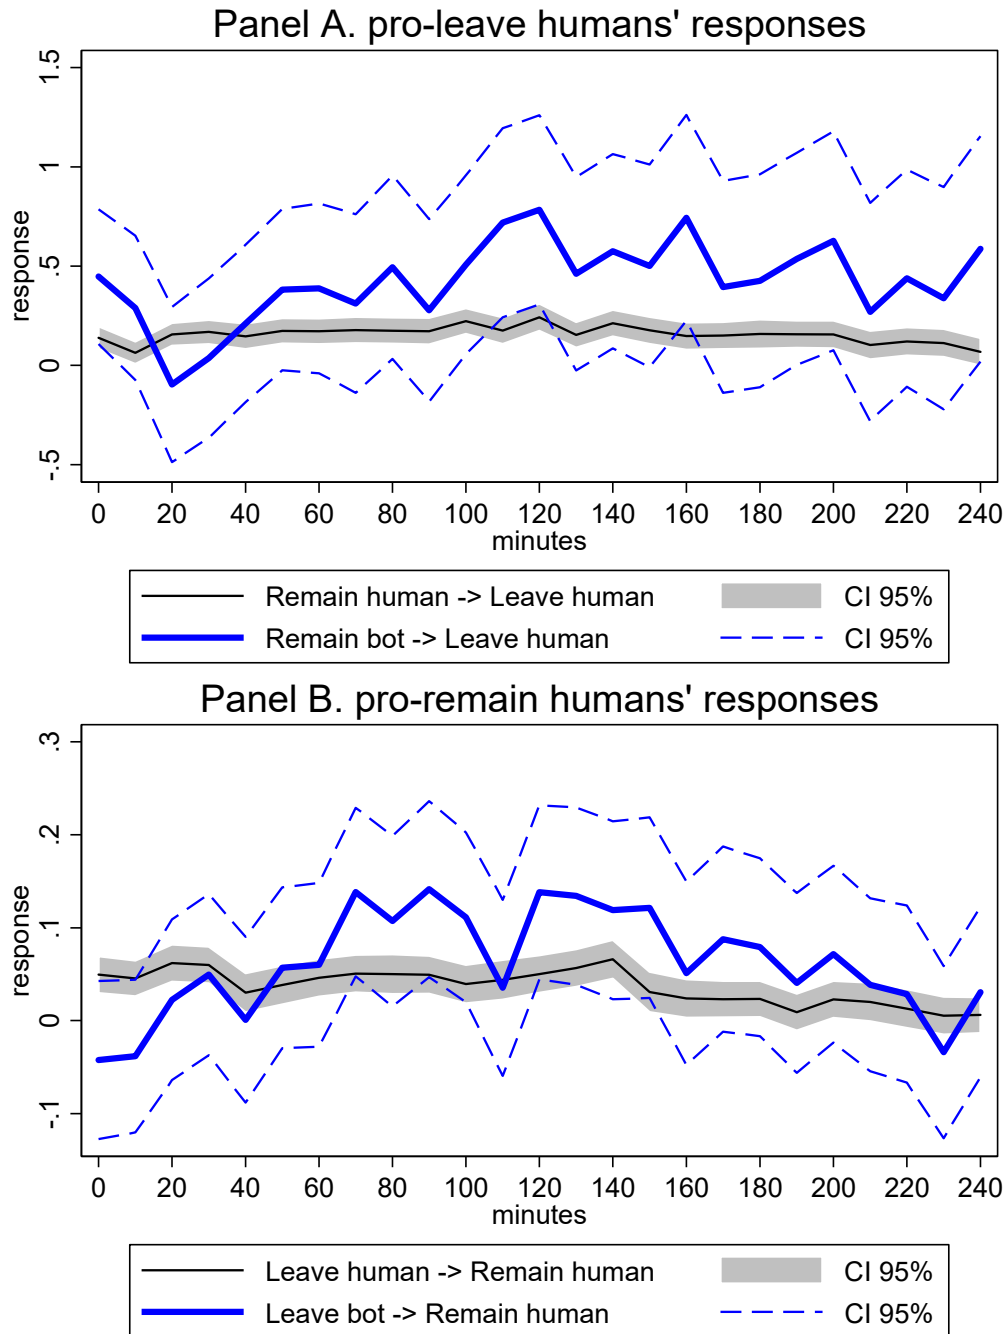 Panel A. pro-leave humans' responses
1.5
1
.5
0
-.5
response
0 20 40 60 80 100 120 140 160 180 200 220 240
minutes
Remain human -> Leave human CI 95%
Remain bot -> Leave human CI 95%
Panel B. pro-remain humans' responses
.3
.2
.1
0
-.1
response
0 20 40 60 80 100 120 140 160 180 200 220 240
minutes
Leave human -> Remain human CI 95%
Leave bot -> Remain human CI 95%